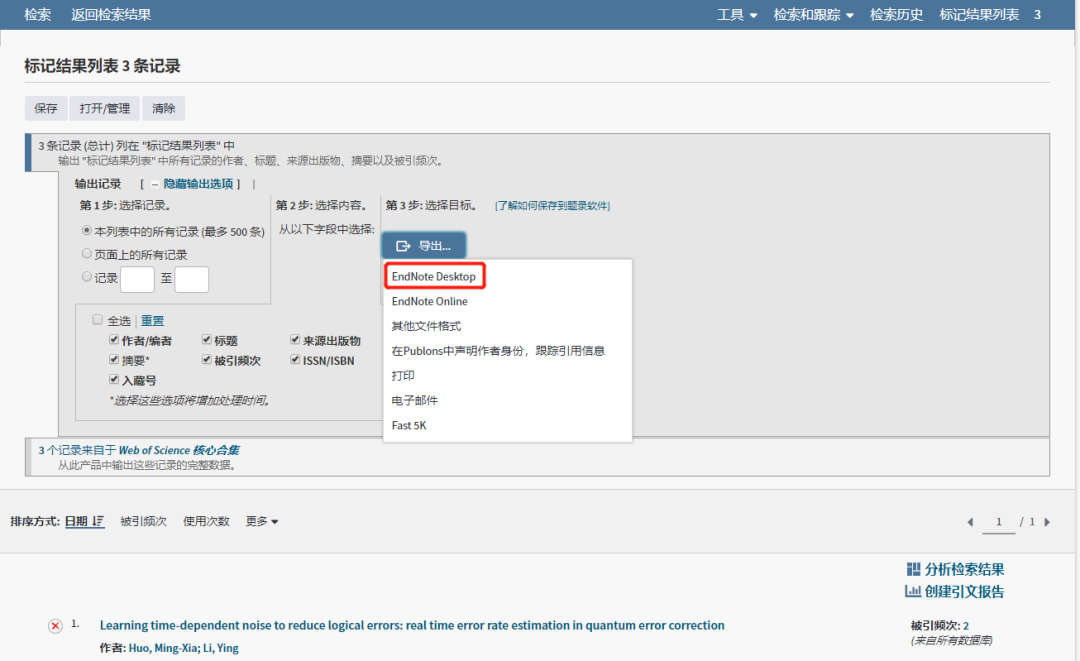 检索 返回检索结果 工具 检索和跟踪 检索历史 标记结果列表 3
标记结果列表 3 条记录
保存 打开/管理 清除
3 条记录 (总计) 列在 "标记结果列表" 中
输出 "标记结果列表" 中所有记录的作者、标题、来源出版物、摘要以及被引频次。
输出记录 [ – 隐藏输出选项 ] |
第 1 步: 选择记录。
本列表中的所有记录 (最多 500 条)
页面上的所有记录
记录 至
第 2 步: 选择内容。
从以下字段中选择:
第 3 步: 选择目标。 [了解如何保存到题录软件]
导出...
EndNote Desktop
EndNote Online
其他文件格式
在Publons中声明作者身份，跟踪引用信息
打印
电子邮件
Fast 5K
全选 | 重置
作者/编者 标题 来源出版物
摘要* 被引频次 ISSN/ISBN
入藏号
*选择这些选项将增加处理时间。
3 个记录来自于 Web of Science 核心合集
从此产品中输出这些记录的完整数据。
排序方式: 日期 被引频次 使用次数 更多 1 / 1
分析检索结果
创建引文报告
1. Learning time-dependent noise to reduce logical errors: real time error rate estimation in quantum error correction
作者: Huo, Ming-Xia; Li, Ying
被引频次: 2
(来自所有数据库)